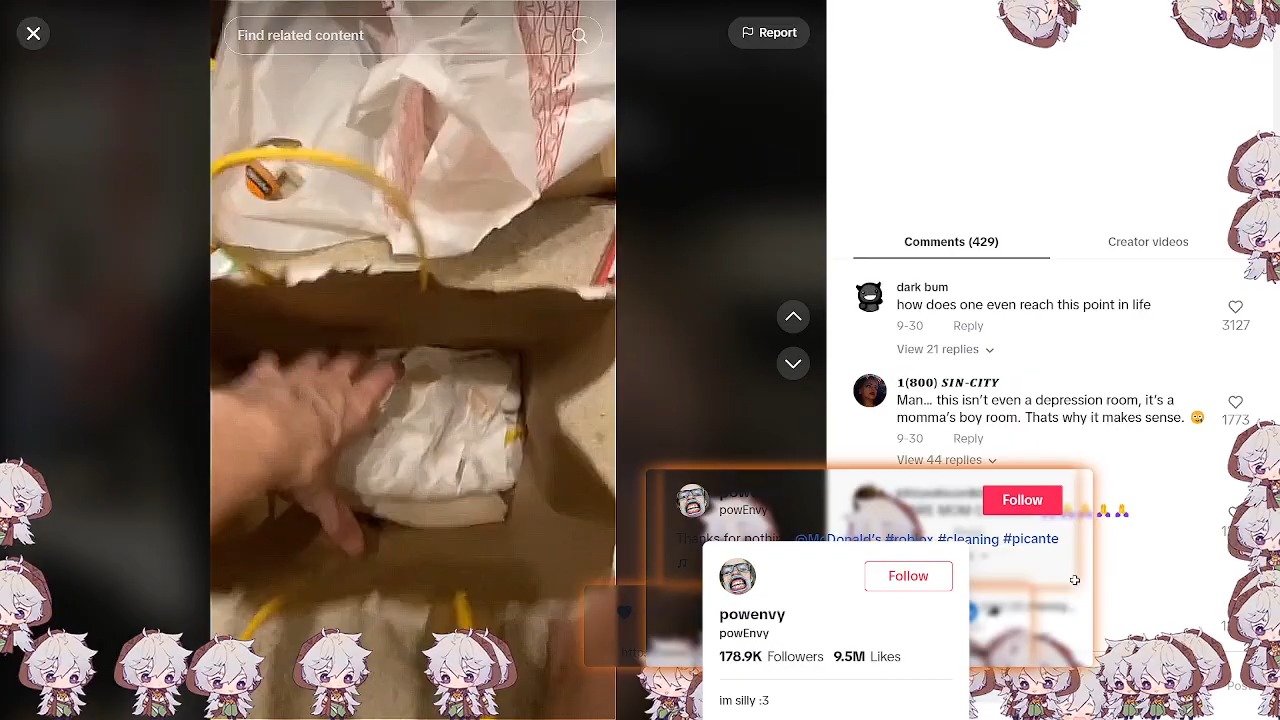 Find related content
Report
Comments (429)
Creator videos
dark bum
how does one even reach this point in life
9-30 Reply
3127
View 21 replies
1(800) SIN-CITY
Man... this isn't even a depression room, it's a
momma's boy room. Thats why it makes sense. 😬
9-30 Reply
1773
View 44 replies
powEnvy
Follow
Thanks for nothin @McDonald's #roblox #cleaning #picante
Follow
powenvy
powEnvy
178.9K Followers 9.5M Likes
im silly :3